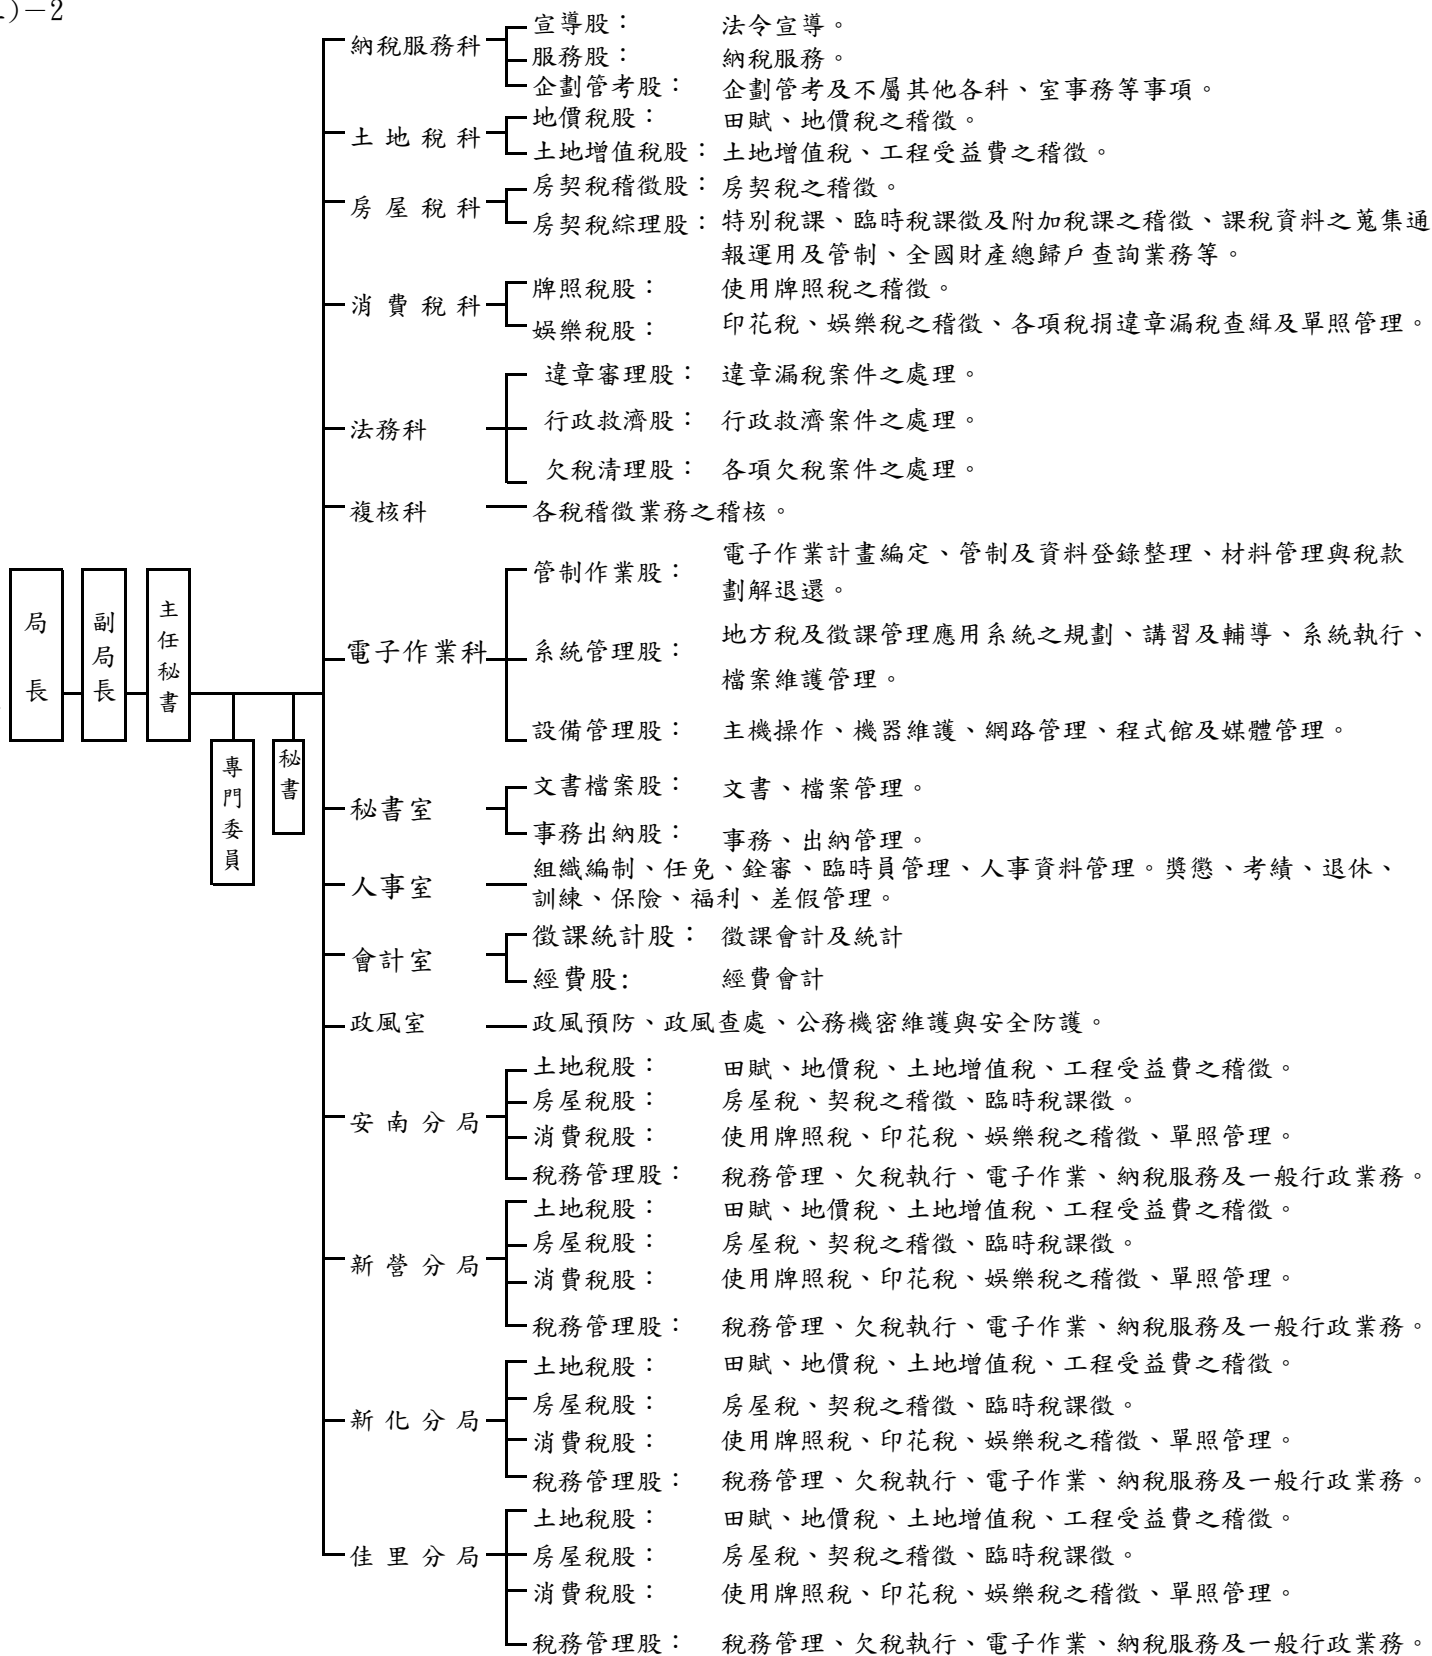 )－2
局長
副局長
主任秘書
專門委員
秘書
納稅服務科
宣導股： 法令宣導。
服務股： 納稅服務。
企劃管考股： 企劃管考及不屬其他各科、室事務等事項。
土地稅科
地價稅股： 田賦、地價稅之稽徵。
土地增值稅股： 土地增值稅、工程受益費之稽徵。
房屋稅科
房契稅稽徵股： 房契稅之稽徵。
房契稅綜理股： 特別稅課、臨時稅課徵及附加稅課之稽徵、課稅資料之蒐集通
報運用及管制、全國財產總歸戶查詢業務等。
消費稅科
牌照稅股： 使用牌照稅之稽徵。
娛樂稅股： 印花稅、娛樂稅之稽徵、各項稅捐違章漏稅查緝及單照管理。
法務科
違章審理股： 違章漏稅案件之處理。
行政救濟股： 行政救濟案件之處理。
欠稅清理股： 各項欠稅案件之處理。
複核科
各稅稽徵業務之稽核。
電子作業科
管制作業股： 電子作業計畫編定、管制及資料登錄整理、材料管理與稅款
劃解退還。
系統管理股： 地方稅及徵課管理應用系統之規劃、講習及輔導、系統執行、
檔案維護管理。
設備管理股： 主機操作、機器維護、網路管理、程式館及媒體管理。
秘書室
文書檔案股： 文書、檔案管理。
事務出納股： 事務、出納管理。
人事室
組織編制、任免、銓審、臨時員管理、人事資料管理。獎懲、考績、退休、
訓練、保險、福利、差假管理。
會計室
徵課統計股： 徵課會計及統計
經費股: 經費會計
政風室
政風預防、政風查處、公務機密維護與安全防護。
安南分局
土地稅股： 田賦、地價稅、土地增值稅、工程受益費之稽徵。
房屋稅股： 房屋稅、契稅之稽徵、臨時稅課徵。
消費稅股： 使用牌照稅、印花稅、娛樂稅之稽徵、單照管理。
稅務管理股： 稅務管理、欠稅執行、電子作業、納稅服務及一般行政業務。
新營分局
土地稅股： 田賦、地價稅、土地增值稅、工程受益費之稽徵。
房屋稅股： 房屋稅、契稅之稽徵、臨時稅課徵。
消費稅股： 使用牌照稅、印花稅、娛樂稅之稽徵、單照管理。
稅務管理股： 稅務管理、欠稅執行、電子作業、納稅服務及一般行政業務。
新化分局
土地稅股： 田賦、地價稅、土地增值稅、工程受益費之稽徵。
房屋稅股： 房屋稅、契稅之稽徵、臨時稅課徵。
消費稅股： 使用牌照稅、印花稅、娛樂稅之稽徵、單照管理。
稅務管理股： 稅務管理、欠稅執行、電子作業、納稅服務及一般行政業務。
佳里分局
土地稅股： 田賦、地價稅、土地增值稅、工程受益費之稽徵。
房屋稅股： 房屋稅、契稅之稽徵、臨時稅課徵。
消費稅股： 使用牌照稅、印花稅、娛樂稅之稽徵、單照管理。
稅務管理股： 稅務管理、欠稅執行、電子作業、納稅服務及一般行政業務。